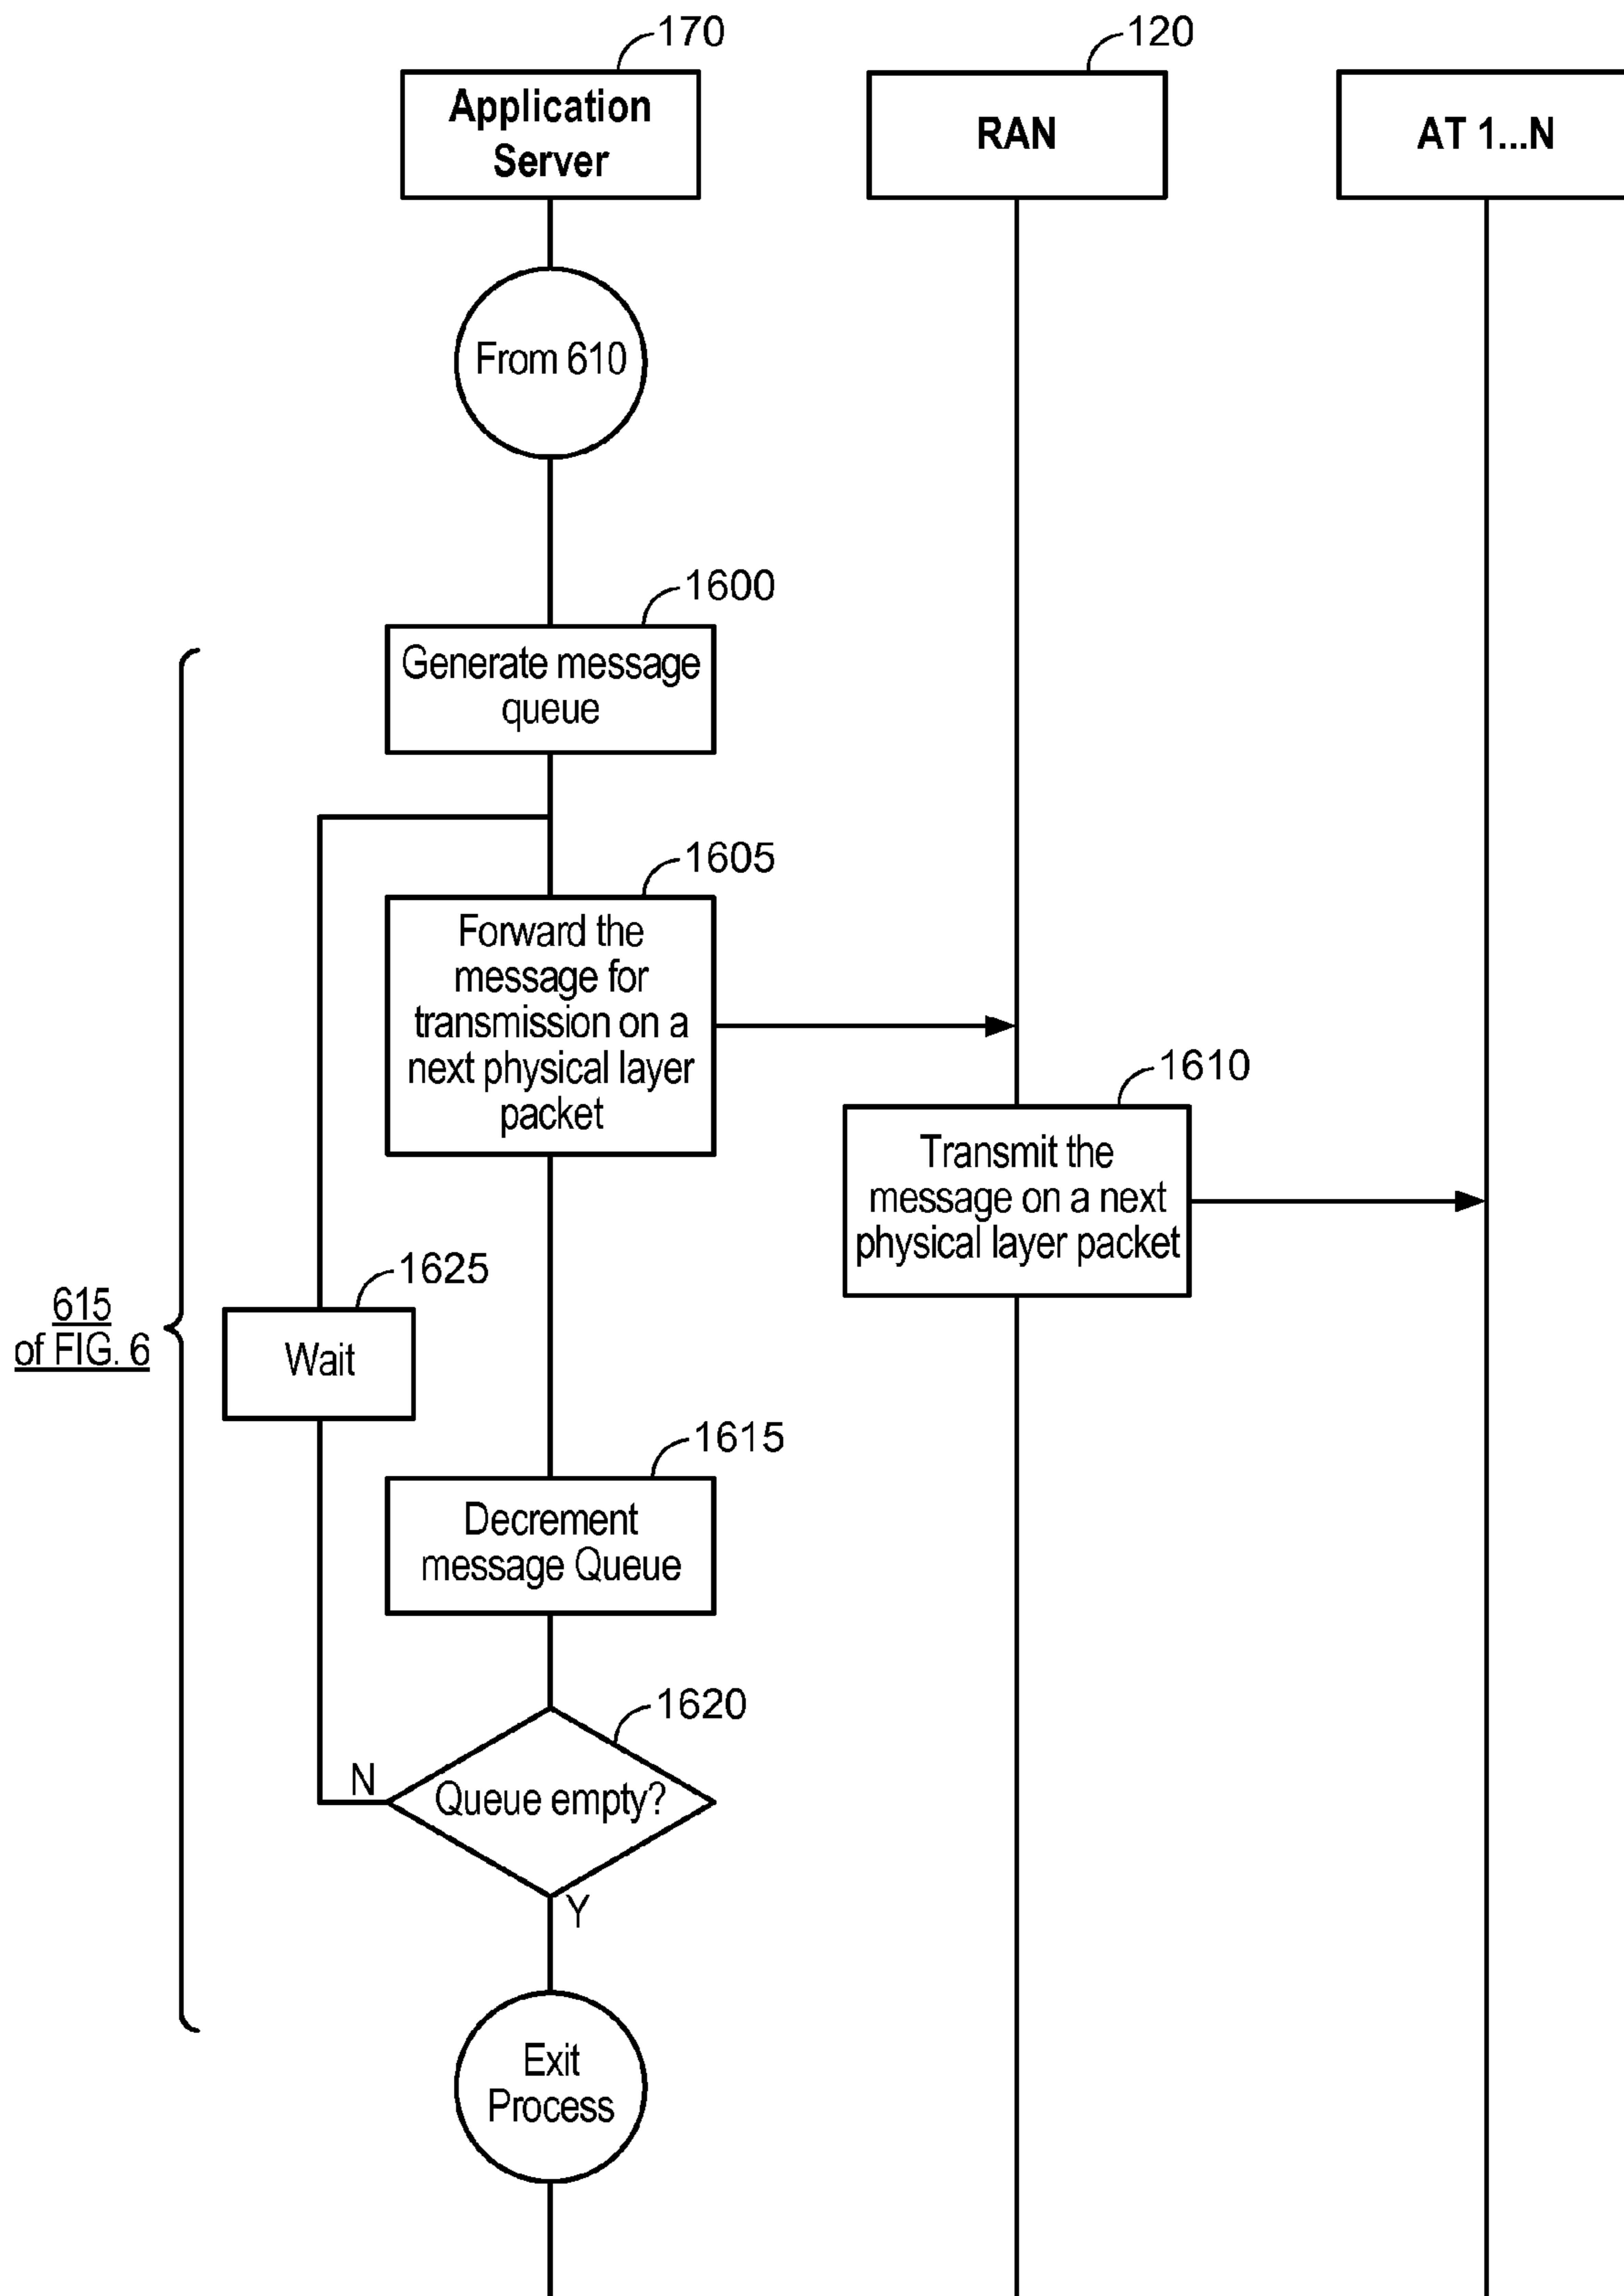 170
120
Application
Server
RAN
AT 1...N
From 610
1600
Generate message
queue
1605
Forward the
message for
transmission on a
next physical layer
packet
1610
Transmit the
message on a next
physical layer packet
1625
Wait
615
of FIG. 6
1615
Decrement
message Queue
1620
N
Queue empty?
Y
Exit
Process